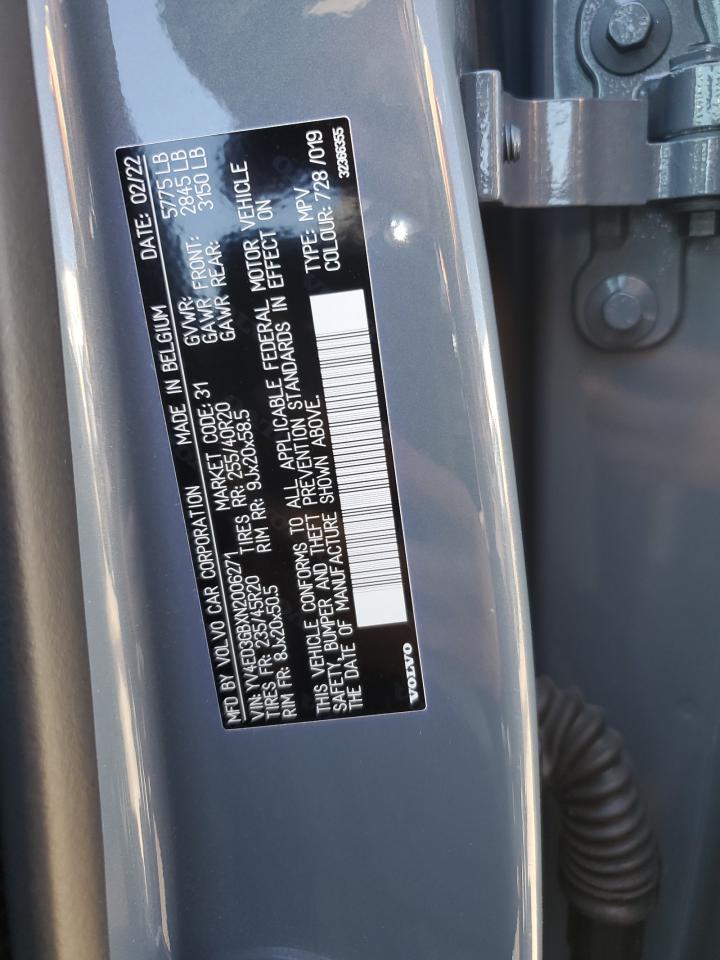 MFD BY VOLVO CAR CORPORATION MADE IN BELGIUM DATE: 02/22
VIN: YV4ED3GBXN2006271 MARKET CODE: 31 GVWR: 5775 LB
TIRES FR: 235/45R20 TIRES RR: 255/40R20 GAWR FRONT: 2845 LB
RIM FR: 8Jx20x50.5 RIM RR: 9Jx20x58.5 GAWR REAR: 3150 LB
THIS VEHICLE CONFORMS TO ALL APPLICABLE FEDERAL MOTOR VEHICLE
SAFETY, BUMPER AND THEFT PREVENTION STANDARDS IN EFFECT ON
THE DATE OF MANUFACTURE SHOWN ABOVE.
TYPE: MPV
COLOUR: 728 /019
VOLVO 32366355